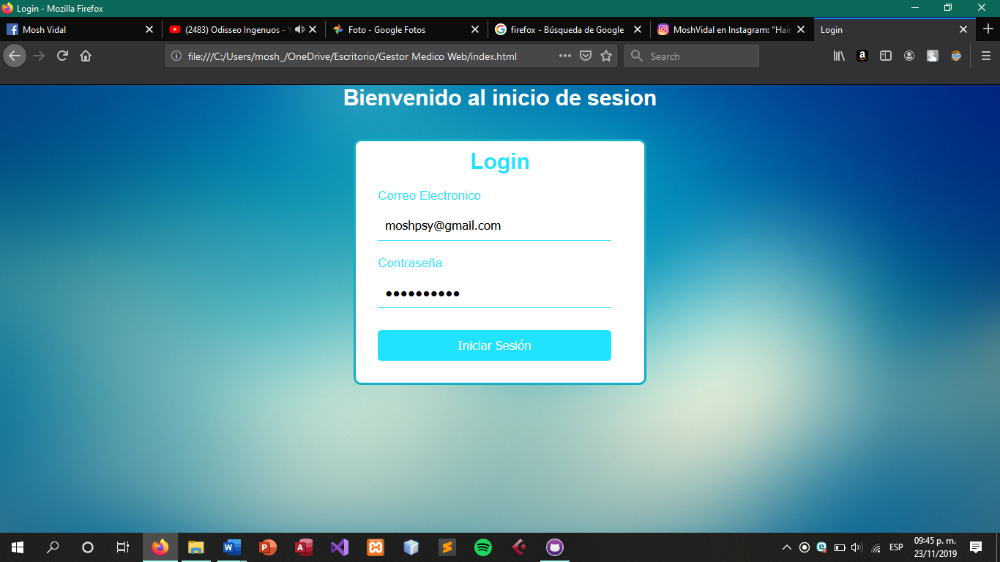 Login - Mozilla Firefox
Mosh Vidal
(2483) Odisseo Ingenuos - Y
Foto - Google Fotos
firefox - Búsqueda de Google
MoshVidal en Instagram: “Hair
Login
file:///C:/Users/mosh_/OneDrive/Escritorio/Gestor Medico Web/index.html
Search
Bienvenido al inicio de sesion
Login
Correo Electronico
moshpsy@gmail.com
Contraseña
••••••••••
Iniciar Sesión
ESP
09:45 p. m.
23/11/2019